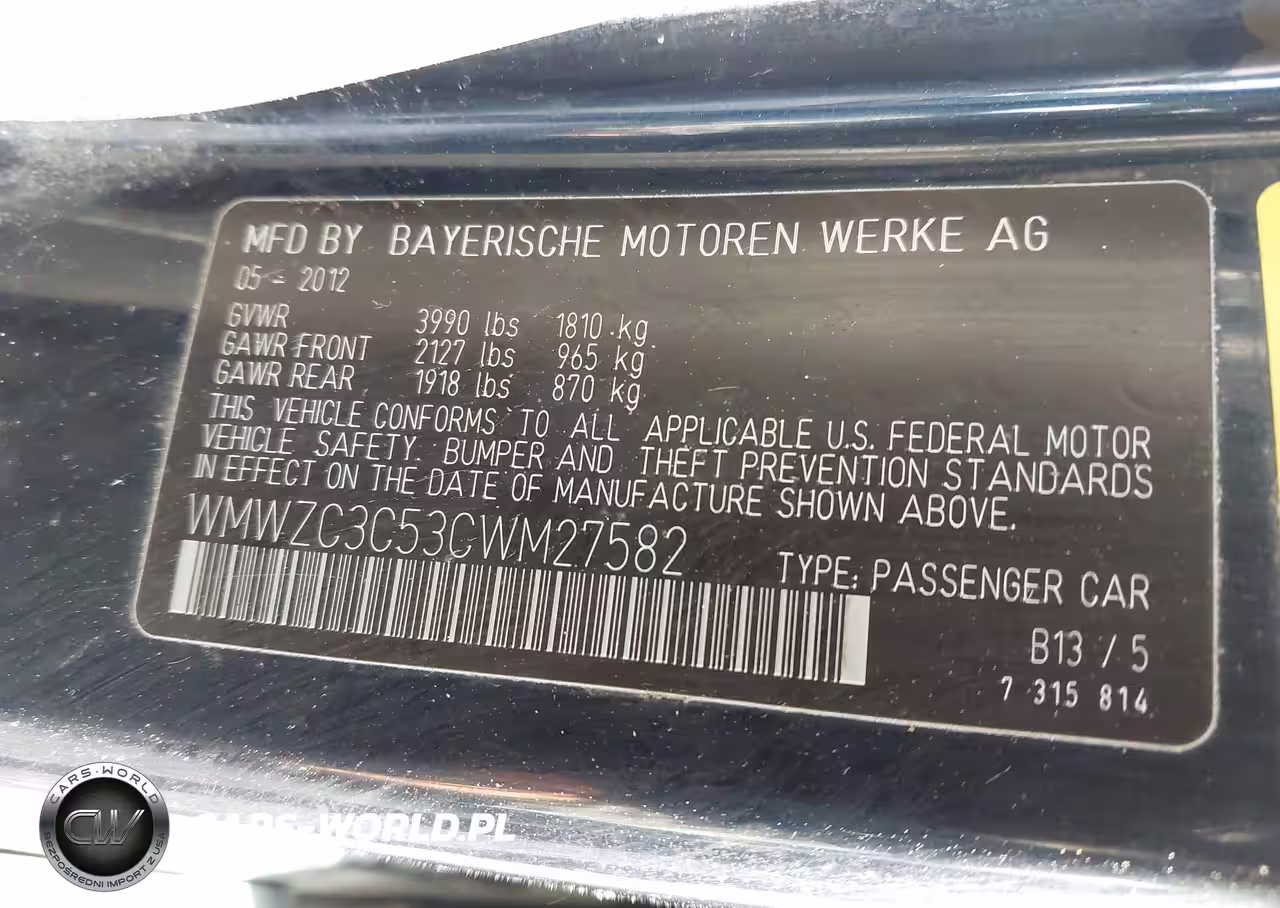 MFD BY BAYERISCHE MOTOREN WERKE AG
05 - 2012
GVWR 3990 lbs 1810 kg
GAWR FRONT 2127 lbs 965 kg
GAWR REAR 1918 lbs 870 kg
THIS VEHICLE CONFORMS TO ALL APPLICABLE U.S. FEDERAL MOTOR
VEHICLE SAFETY. BUMPER AND THEFT PREVENTION STANDARDS
IN EFFECT ON THE DATE OF MANUFACTURE SHOWN ABOVE.
WMWZC3C53CWM27582
TYPE: PASSENGER CAR
B13 / 5
7 315 814
CARS-WORLD
CW
BEZPOŚREDNI IMPORT Z USA
CARS-WORLD.PL